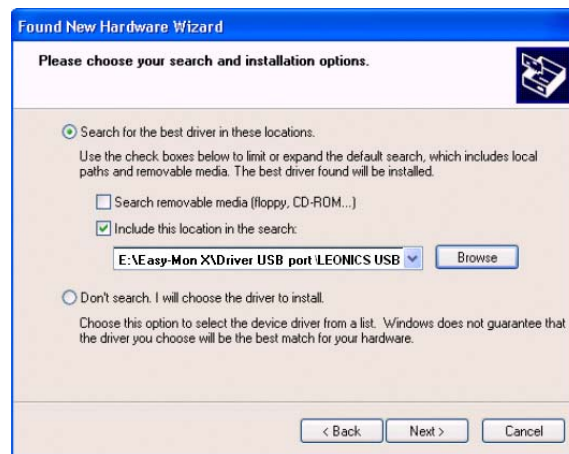 Found New Hardware Wizard
Please choose your search and installation options.
Search for the best driver in these locations.
Use the check boxes below to limit or expand the default search, which includes local
paths and removable media. The best driver found will be installed.
Search removable media (floppy, CD-ROM...)
Include this location in the search:
E:\Easy-Mon X\Driver USB port \LEONICS USB
Browse
Don't search. I will choose the driver to install.
Choose this option to select the device driver from a list. Windows does not guarantee that
the driver you choose will be the best match for your hardware.
< Back
Next >
Cancel